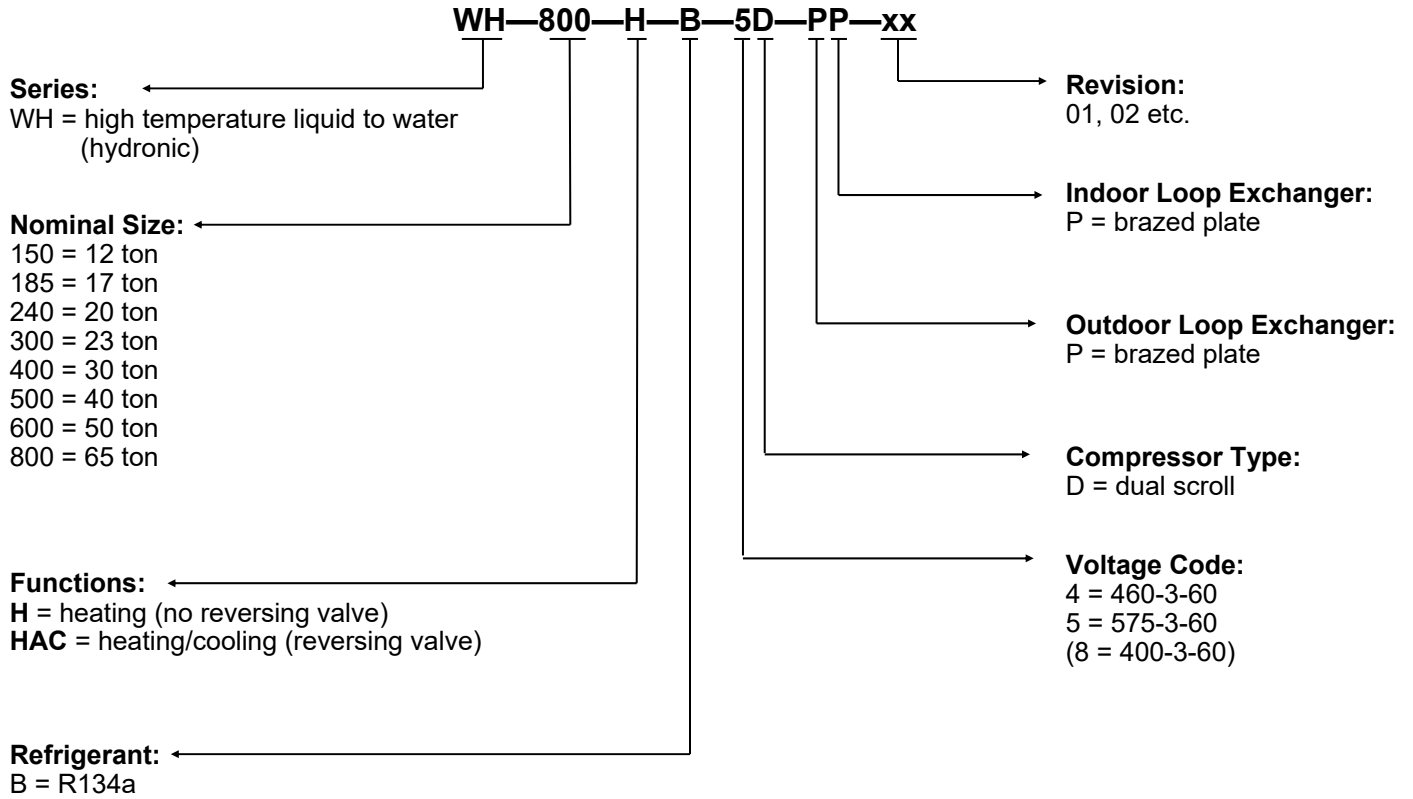 WH—800—H—B—5D—PP—xx
Series:
WH = high temperature liquid to water
(hydronic)
Nominal Size:
150 = 12 ton
185 = 17 ton
240 = 20 ton
300 = 23 ton
400 = 30 ton
500 = 40 ton
600 = 50 ton
800 = 65 ton
Functions:
H = heating (no reversing valve)
HAC = heating/cooling (reversing valve)
Refrigerant:
B = R134a
Revision:
01, 02 etc.
Indoor Loop Exchanger:
P = brazed plate
Outdoor Loop Exchanger:
P = brazed plate
Compressor Type:
D = dual scroll
Voltage Code:
4 = 460-3-60
5 = 575-3-60
(8 = 400-3-60)